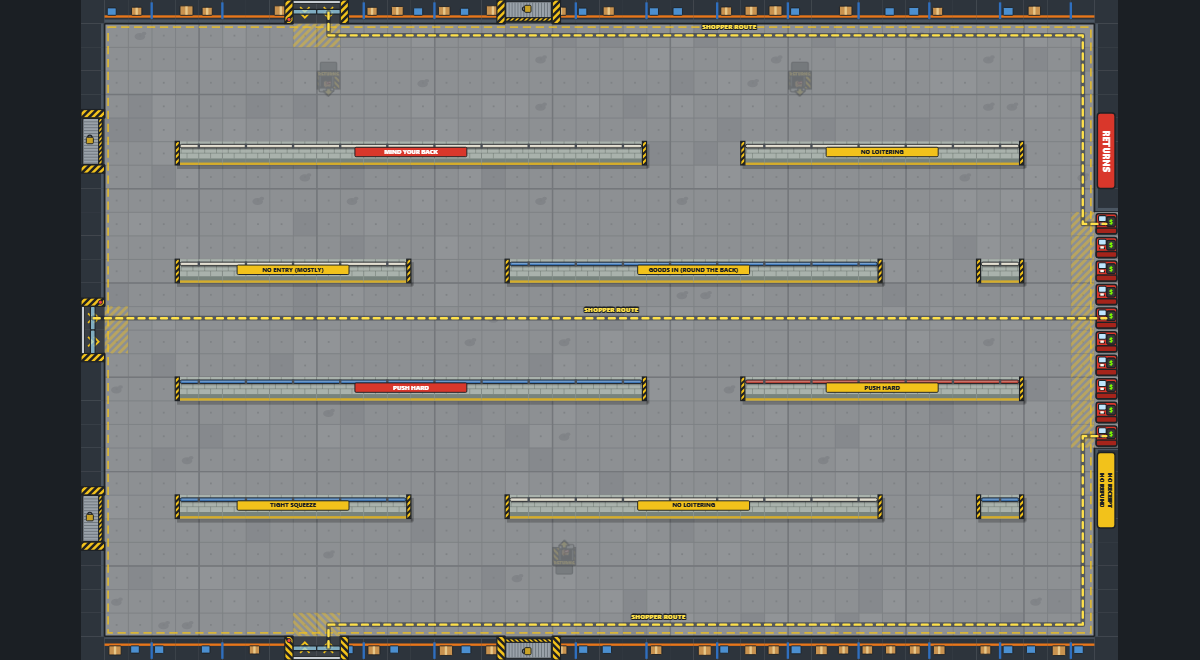 SHOPPER ROUTE
RETURNS
MIND YOUR BACK
NO LOITERING
NO ENTRY (MOSTLY)
GOODS IN (ROUND THE BACK)
SHOPPER ROUTE
PUSH HARD
PUSH HARD
TIGHT SQUEEZE
NO LOITERING
NO RECEIPT
NO REFUND
SHOPPER ROUTE